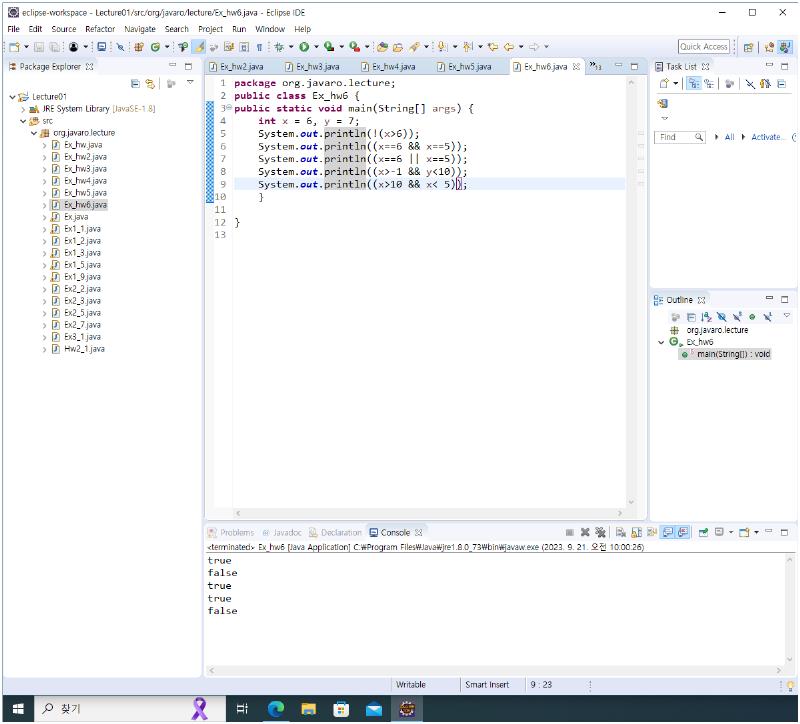 eclipse-workspace - Lecture01/src/org/javaro/lecture/Ex_hw6.java - Eclipse IDE
File Edit Source Refactor Navigate Search Project Run Window Help
Quick Access
Package Explorer
Lecture01
JRE System Library [JavaSE-1.8]
src
org.javaro.lecture
Ex_hw.java
Ex_hw2.java
Ex_hw3.java
Ex_hw4.java
Ex_hw5.java
Ex_hw6.java
Ex.java
Ex1_1.java
Ex1_2.java
Ex1_3.java
Ex1_5.java
Ex1_9.java
Ex2_2.java
Ex2_3.java
Ex2_5.java
Ex2_7.java
Ex3_1.java
Hw2_1.java
Ex_hw2.java Ex_hw3.java Ex_hw4.java Ex_hw5.java Ex_hw6.java »13
1 package org.javaro.lecture;
2 public class Ex_hw6 {
3 public static void main(String[] args) {
4 int x = 6, y = 7;
5 System.out.println(!(x>6));
6 System.out.println((x==6 && x==5));
7 System.out.println((x==6 || x==5));
8 System.out.println((x>-1 && y<10));
9 System.out.println((x>10 && x< 5));
10 }
11
12 }
13
Task List
Find All Activate...
Outline
org.javaro.lecture
Ex_hw6
main(String[]) : void
Problems Javadoc Declaration Console
<terminated> Ex_hw6 [Java Application] C:₩Program Files₩Java₩jre1.8.0_73₩bin₩javaw.exe (2023. 9. 21. 오전 10:00:26)
true
false
true
true
false
Writable Smart Insert 9 : 23
찾기